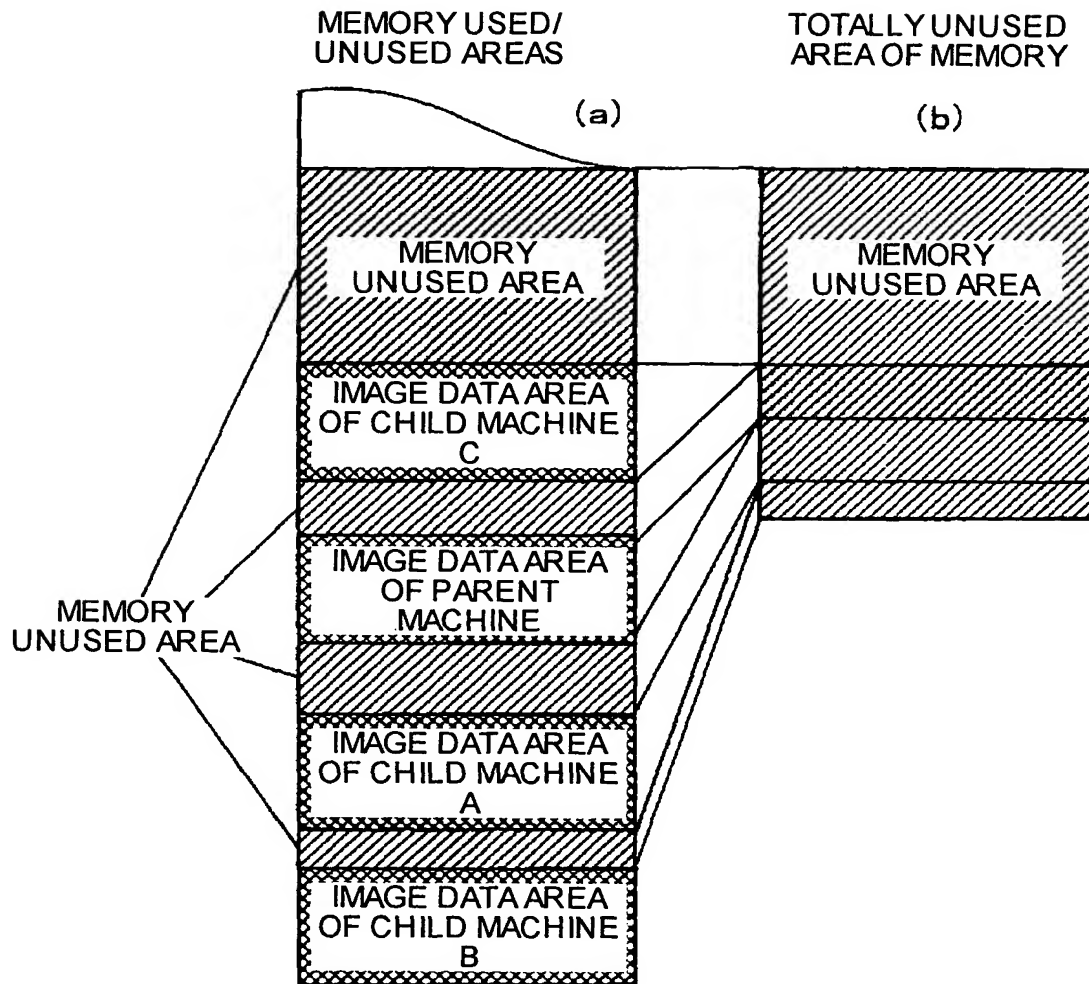 MEMORY USED/
UNUSED AREAS
TOTALLY UNUSED
AREA OF MEMORY
(a)
(b)
MEMORY
UNUSED AREA
MEMORY
UNUSED AREA
IMAGE DATA AREA
OF CHILD MACHINE
C
IMAGE DATA AREA
OF PARENT
MACHINE
MEMORY
UNUSED AREA
IMAGE DATA AREA
OF CHILD MACHINE
A
IMAGE DATA AREA
OF CHILD MACHINE
B